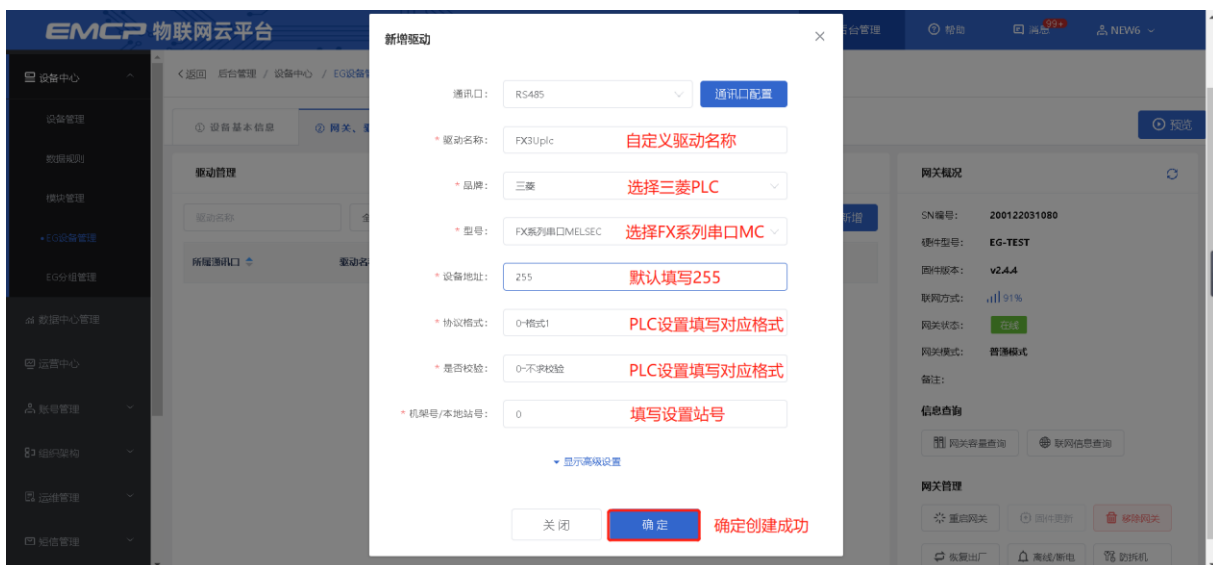 EMCP 物联网云平台
后台管理
帮助
消息
99+
NEW6
设备中心
设备管理
数据规则
模块管理
•EG设备管理
EG分组管理
数据中心管理
运营中心
账号管理
组织架构
运维管理
短信管理
<返回 后台管理 / 设备中心 / EG设备管
① 设备基本信息
② 网关、驱
预览
驱动管理
驱动名称
全
新增
所属通讯口
驱动名
新增驱动
通讯口:
RS485
通讯口配置
* 驱动名称:
FX3Uplc
自定义驱动名称
* 品牌:
三菱
选择三菱PLC
* 型号:
FX系列串口MELSEC
选择FX系列串口MC
* 设备地址:
255
默认填写255
* 协议格式:
0-格式1
PLC设置填写对应格式
* 是否校验:
0-不求校验
PLC设置填写对应格式
* 机架号/本地站号:
0
填写设置站号
显示高级设置
关闭
确定
确定创建成功
网关概况
SN编号: 200122031080
硬件型号: EG-TEST
固件版本: v2.4.4
联网方式: 91%
网关状态: 在线
网关模式: 普通模式
备注:
信息查询
网关容量查询
联网信息查询
网关管理
重启网关
固件更新
移除网关
恢复出厂
离线/断电
防拆机